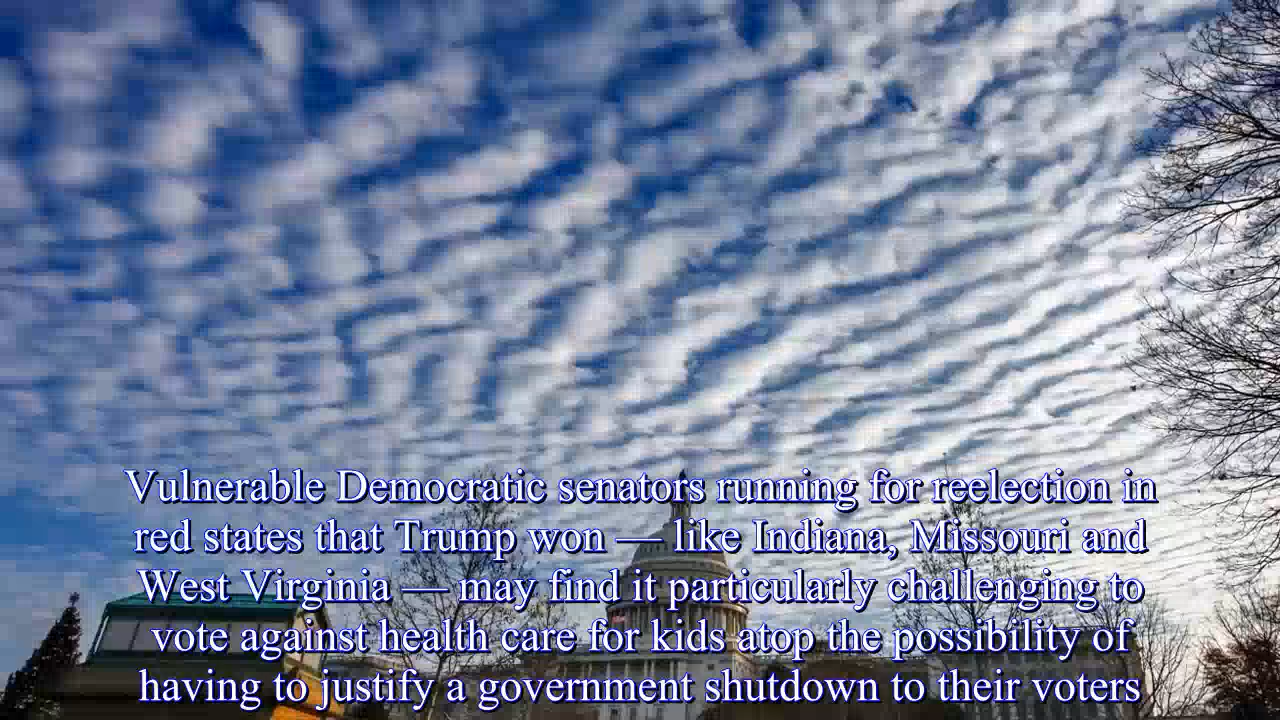 Vulnerable Democratic senators running for reelection in
red states that Trump won — like Indiana, Missouri and
West Virginia — may find it particularly challenging to
vote against health care for kids atop the possibility of
having to justify a government shutdown to their voters